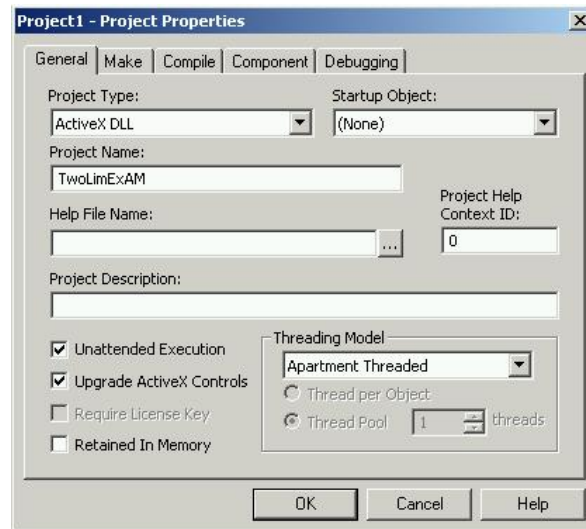 Project1 - Project Properties
General Make Compile Component Debugging
Project Type: Startup Object:
ActiveX DLL (None)
Project Name:
TwoLimExAM
Project Help
Context ID:
Help File Name:
... 0
Project Description:
Unattended Execution
Upgrade ActiveX Controls
Require License Key
Retained In Memory
Threading Model
Apartment Threaded
Thread per Object
Thread Pool 1 threads
OK Cancel Help